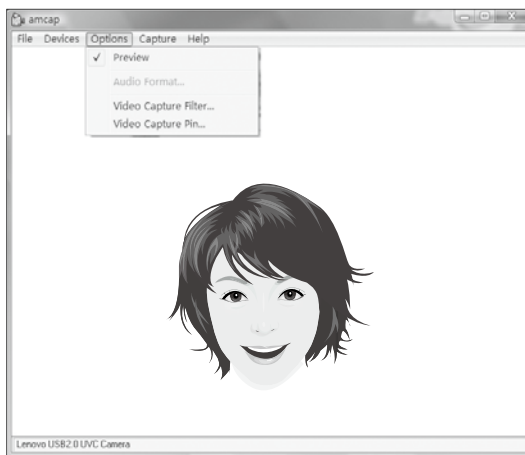 amcap
File Devices Options Capture Help
✓ Preview
Audio Format...
Video Capture Filter...
Video Capture Pin...
Lenovo USB2.0 UVC Camera